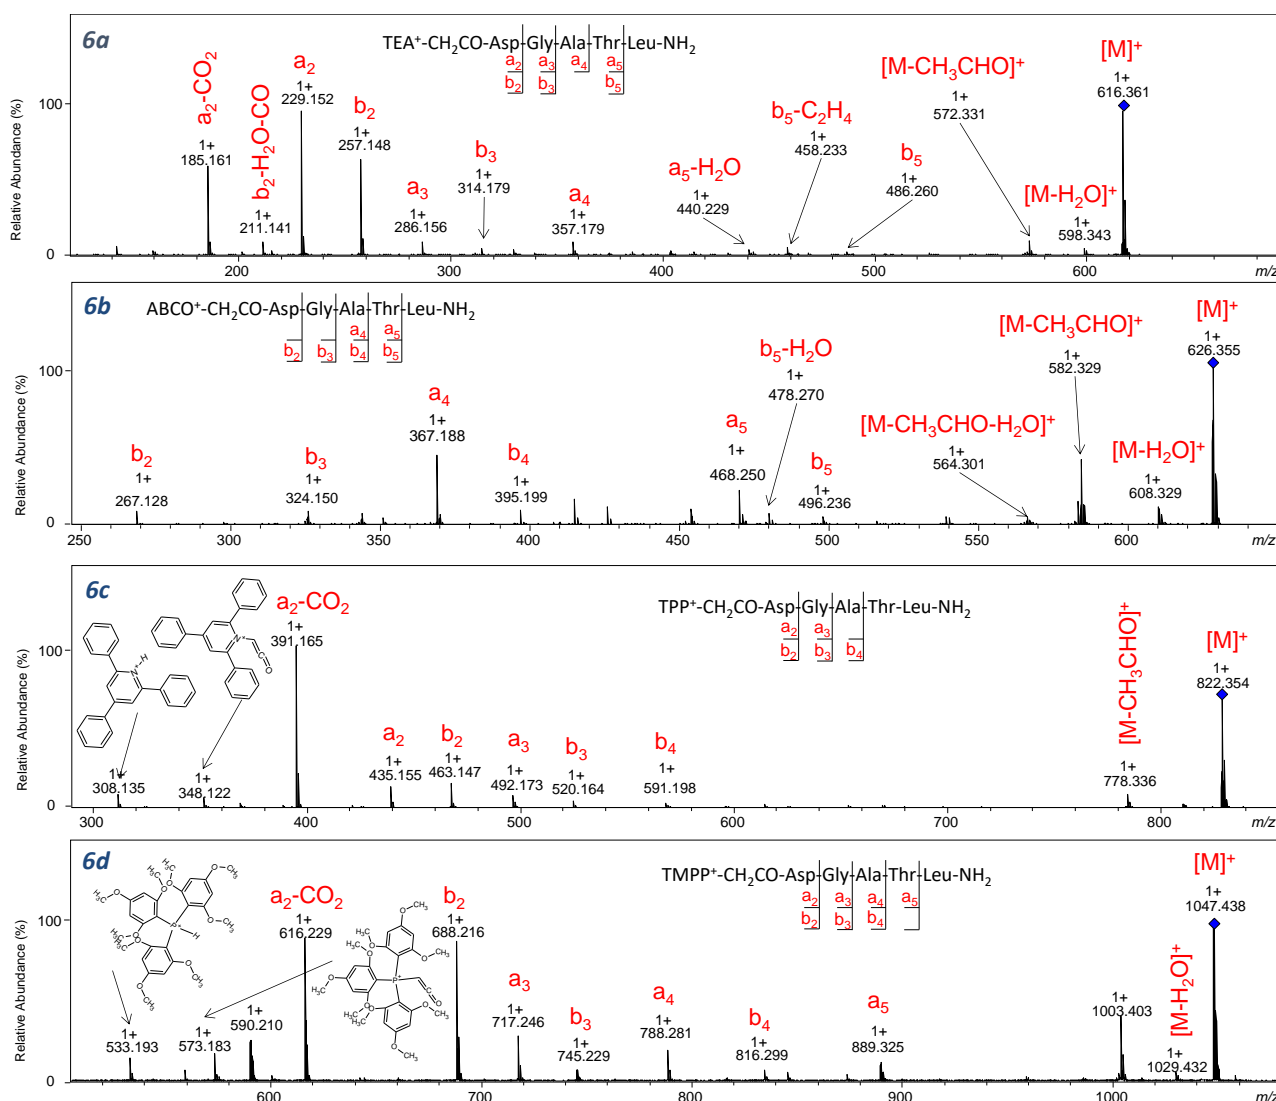 6a
TEA⁺-CH₂CO-Asp-Gly-Ala-Thr-Leu-NH₂
a₂ a₃ a₄ a₅
b₂ b₃ b₅
Relative Abundance (%)
100
0
a₂-CO₂
1+
185.161
b₂-H₂O-CO
1+
211.141
a₂
1+
229.152
b₂
1+
257.148
a₃
1+
286.156
b₃
1+
314.179
a₄
1+
357.179
a₅-H₂O
1+
440.229
b₅-C₂H₄
1+
458.233
b₅
1+
486.260
[M-CH₃CHO]⁺
1+
572.331
[M-H₂O]⁺
1+
598.343
[M]⁺
1+
616.361
200 300 400 500 600 m/z
6b
ABCO⁺-CH₂CO-Asp-Gly-Ala-Thr-Leu-NH₂
a₄ a₅
b₂ b₃ b₄ b₅
Relative Abundance (%)
100
0
b₂
1+
267.128
b₃
1+
324.150
a₄
1+
367.188
b₄
1+
395.199
a₅
1+
468.250
b₅-H₂O
1+
478.270
b₅
1+
496.236
[M-CH₃CHO-H₂O]⁺
1+
564.301
[M-CH₃CHO]⁺
1+
582.329
[M-H₂O]⁺
1+
608.329
[M]⁺
1+
626.355
250 300 350 400 450 500 550 600 m/z
6c
TPP⁺-CH₂CO-Asp-Gly-Ala-Thr-Leu-NH₂
a₂ a₃
b₂ b₃ b₄
Relative Abundance (%)
100
0
N⁺-H
N⁺
C
O
1+
308.135
1+
348.122
a₂-CO₂
1+
391.165
a₂
1+
435.155
b₂
1+
463.147
a₃
1+
492.173
b₃
1+
520.164
b₄
1+
591.198
[M-CH₃CHO]⁺
1+
778.336
[M]⁺
1+
822.354
300 400 500 600 700 800 m/z
6d
TMPP⁺-CH₂CO-Asp-Gly-Ala-Thr-Leu-NH₂
a₂ a₃ a₄ a₅
b₂ b₃ b₄
Relative Abundance (%)
100
0
1+
533.193
1+
573.183
1+
590.210
a₂-CO₂
1+
616.229
b₂
1+
688.216
a₃
1+
717.246
b₃
1+
745.229
a₄
1+
788.281
b₄
1+
816.299
a₅
1+
889.325
1+
1003.403
[M-H₂O]⁺
1+
1029.432
[M]⁺
1+
1047.438
600 700 800 900 1000 m/z